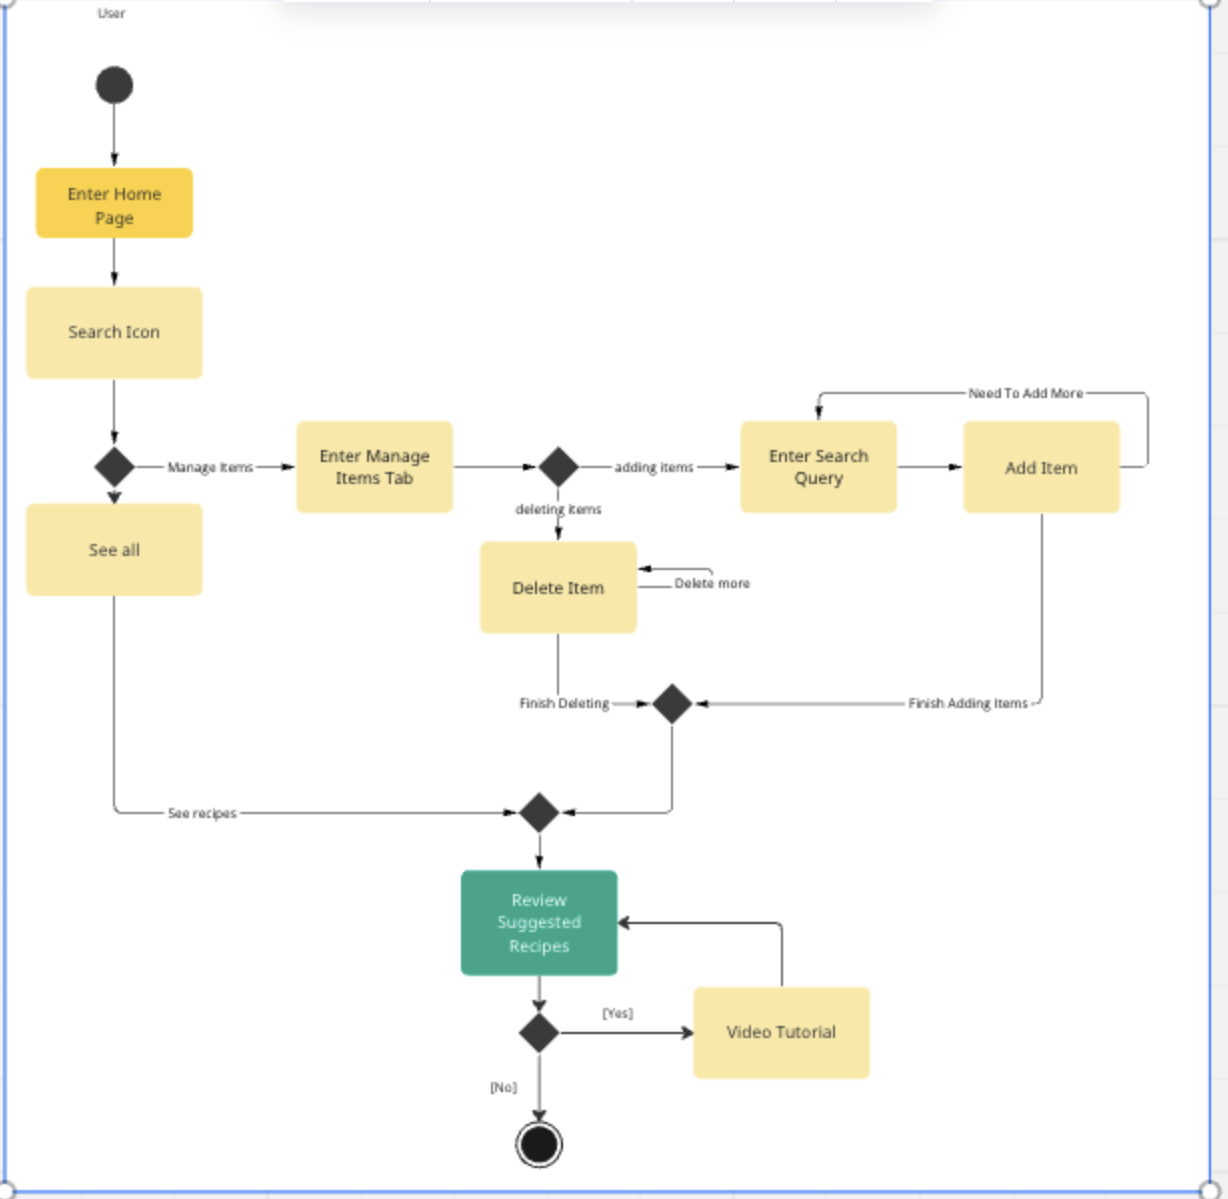 User
Enter Home
Page
Search Icon
Need To Add More
Manage Items
Enter Manage
Items Tab
adding items
Enter Search
Query
Add Item
deleting items
See all
Delete Item
Delete more
Finish Deleting
Finish Adding Items
See recipes
Review
Suggested
Recipes
[Yes]
Video Tutorial
[No]